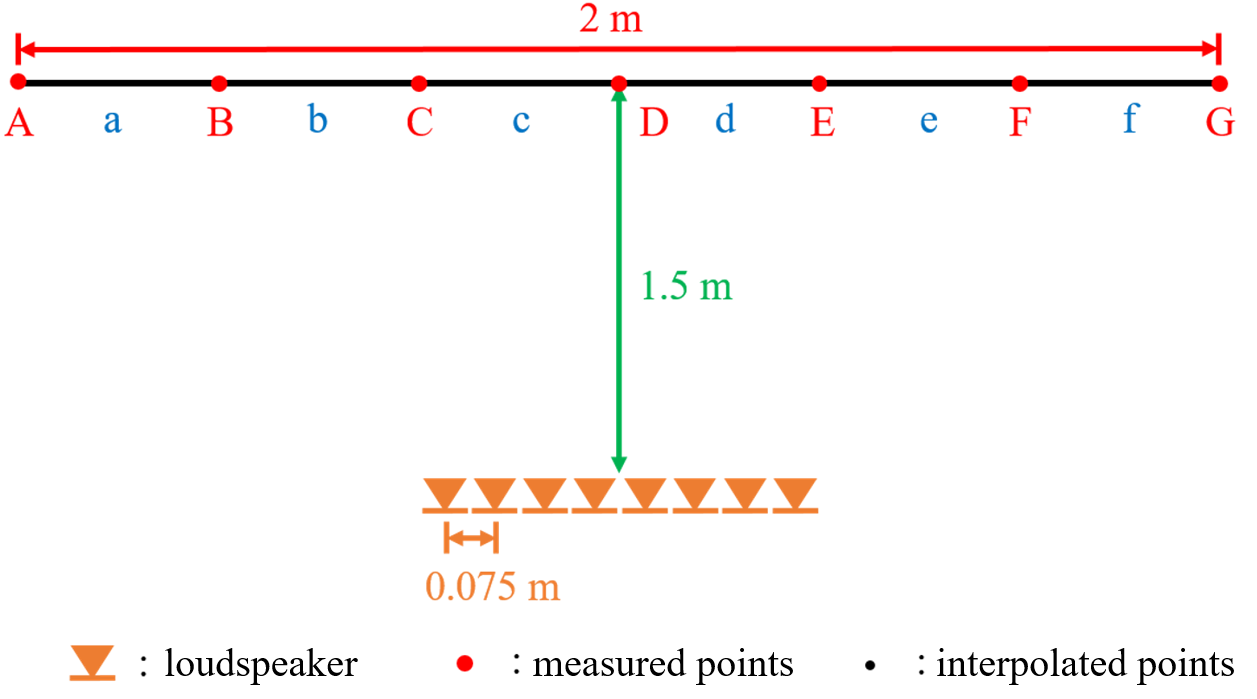 2 m
A a B b C c D d E e F f G
1.5 m
0.075 m
: loudspeaker : measured points : interpolated points